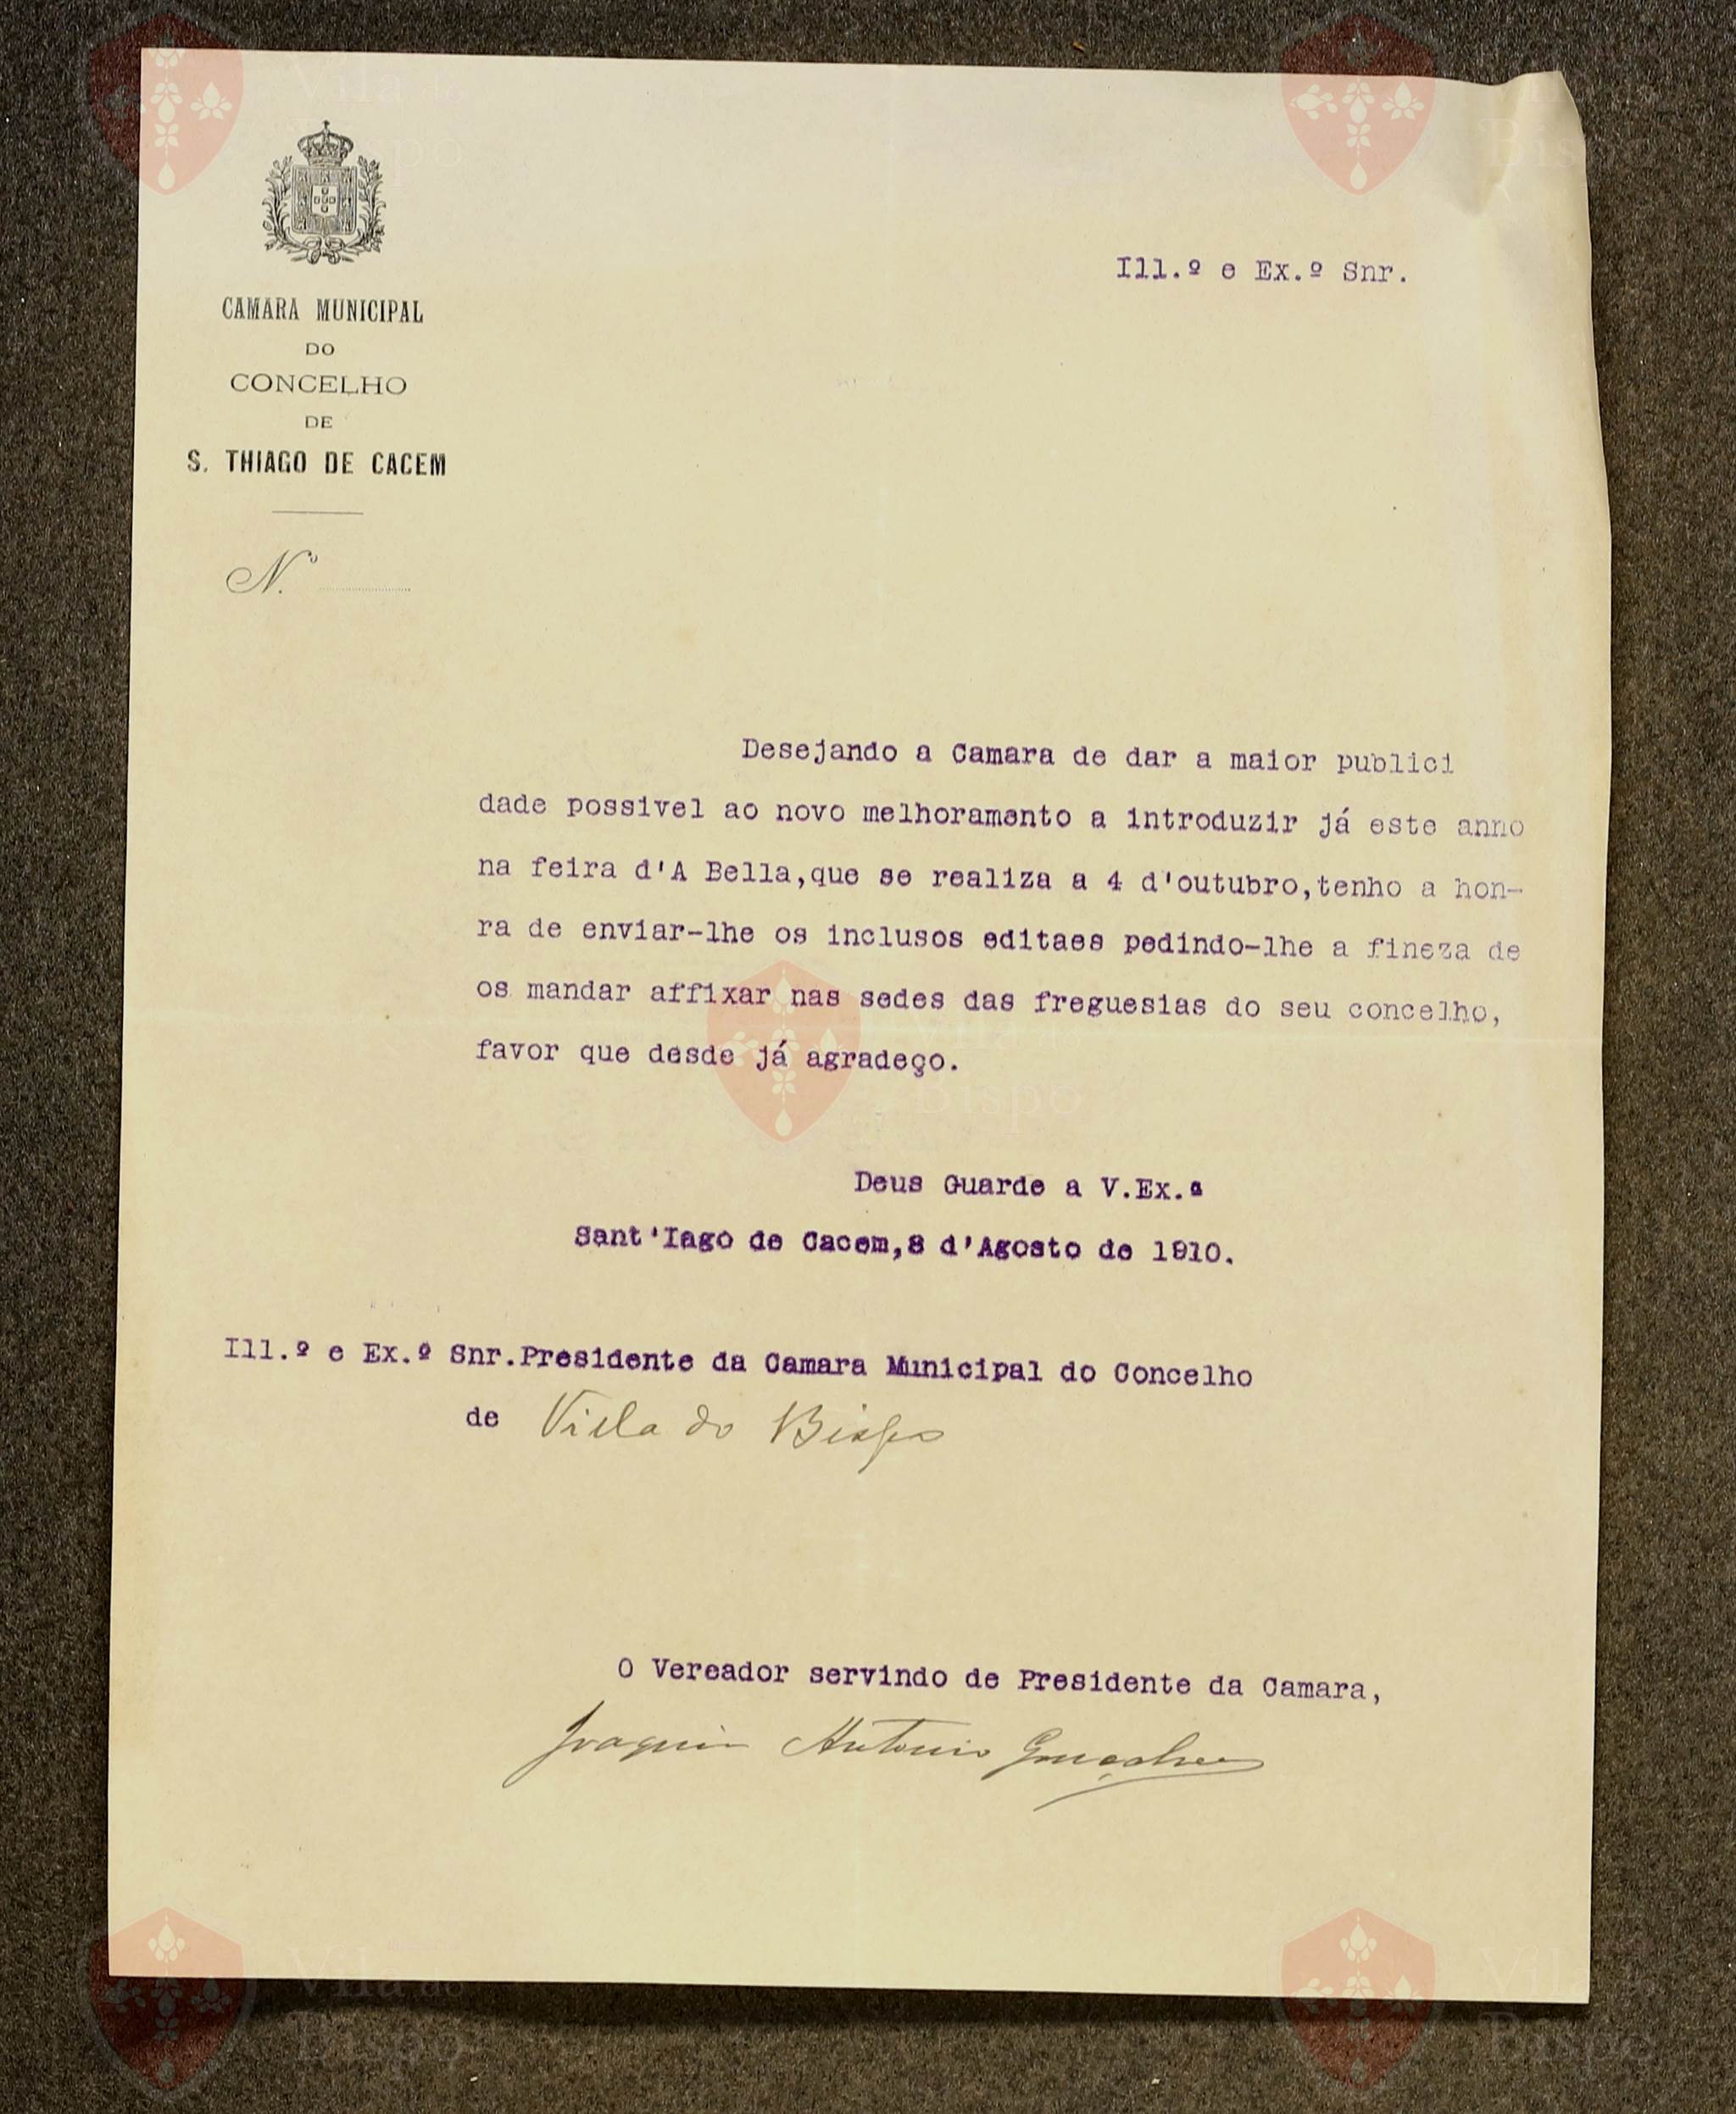 CAMARA MUNICIPAL
DO
CONCELHO
DE
S. THIAGO DE CACEM
N.º
Ill.º e Ex.º Snr.
Desejando a Camara de dar a maior publici
dade possivel ao novo melhoramento a introduzir já este anno
na feira d'A Bella,que se realiza a 4 d'outubro,tenho a hon-
ra de enviar-lhe os inclusos editaes pedindo-lhe a fineza de
os mandar affixar nas sedes das freguesias do seu concelho,
favor que desde já agradeço.
Deus Guarde a V.Ex.ª
Sant'Iago de Cacem,8 d'Agosto de 1910.
Ill.º e Ex.º Snr.Presidente da Camara Municipal do Concelho
de Villa do Bispo
O Vereador servindo de Presidente da Camara,
Joaquim Antonio Gonçalves
Vila do
Bispo